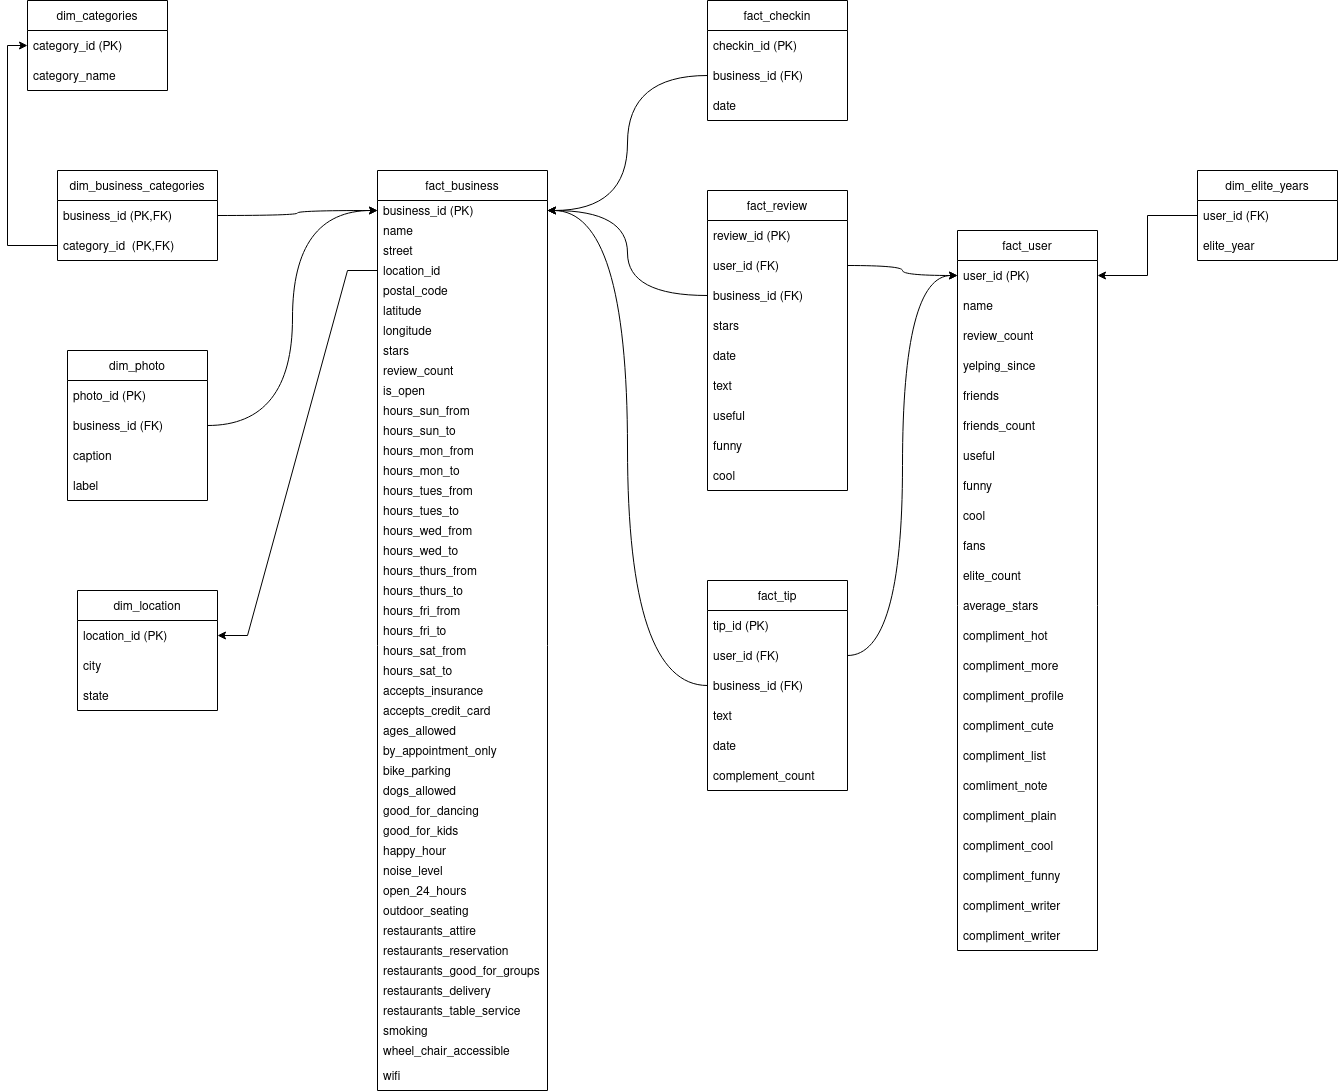 dim_categories
category_id (PK)
category_name
dim_business_categories
business_id (PK,FK)
category_id  (PK,FK)
dim_photo
photo_id (PK)
business_id (FK)
caption
label
dim_location
location_id (PK)
city
state
fact_business
business_id (PK)
name
street
location_id
postal_code
latitude
longitude
stars
review_count
is_open
hours_sun_from
hours_sun_to
hours_mon_from
hours_mon_to
hours_tues_from
hours_tues_to
hours_wed_from
hours_wed_to
hours_thurs_from
hours_thurs_to
hours_fri_from
hours_fri_to
hours_sat_from
hours_sat_to
accepts_insurance
accepts_credit_card
ages_allowed
by_appointment_only
bike_parking
dogs_allowed
good_for_dancing
good_for_kids
happy_hour
noise_level
open_24_hours
outdoor_seating
restaurants_attire
restaurants_reservation
restaurants_good_for_groups
restaurants_delivery
restaurants_table_service
smoking
wheel_chair_accessible
wifi
fact_checkin
checkin_id (PK)
business_id (FK)
date
fact_review
review_id (PK)
user_id (FK)
business_id (FK)
stars
date
text
useful
funny
cool
fact_tip
tip_id (PK)
user_id (FK)
business_id (FK)
text
date
complement_count
fact_user
user_id (PK)
name
review_count
yelping_since
friends
friends_count
useful
funny
cool
fans
elite_count
average_stars
compliment_hot
compliment_more
compliment_profile
compliment_cute
compliment_list
comliment_note
compliment_plain
compliment_cool
compliment_funny
compliment_writer
compliment_writer
dim_elite_years
user_id (FK)
elite_year